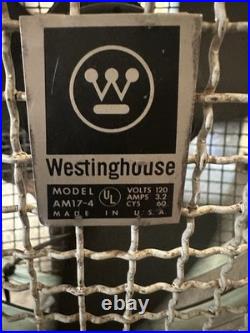 W
Westinghouse
MODEL UL VOLTS 120
AM17-4 AMPS 3.2
CYS 60
MADE IN U.S.A.